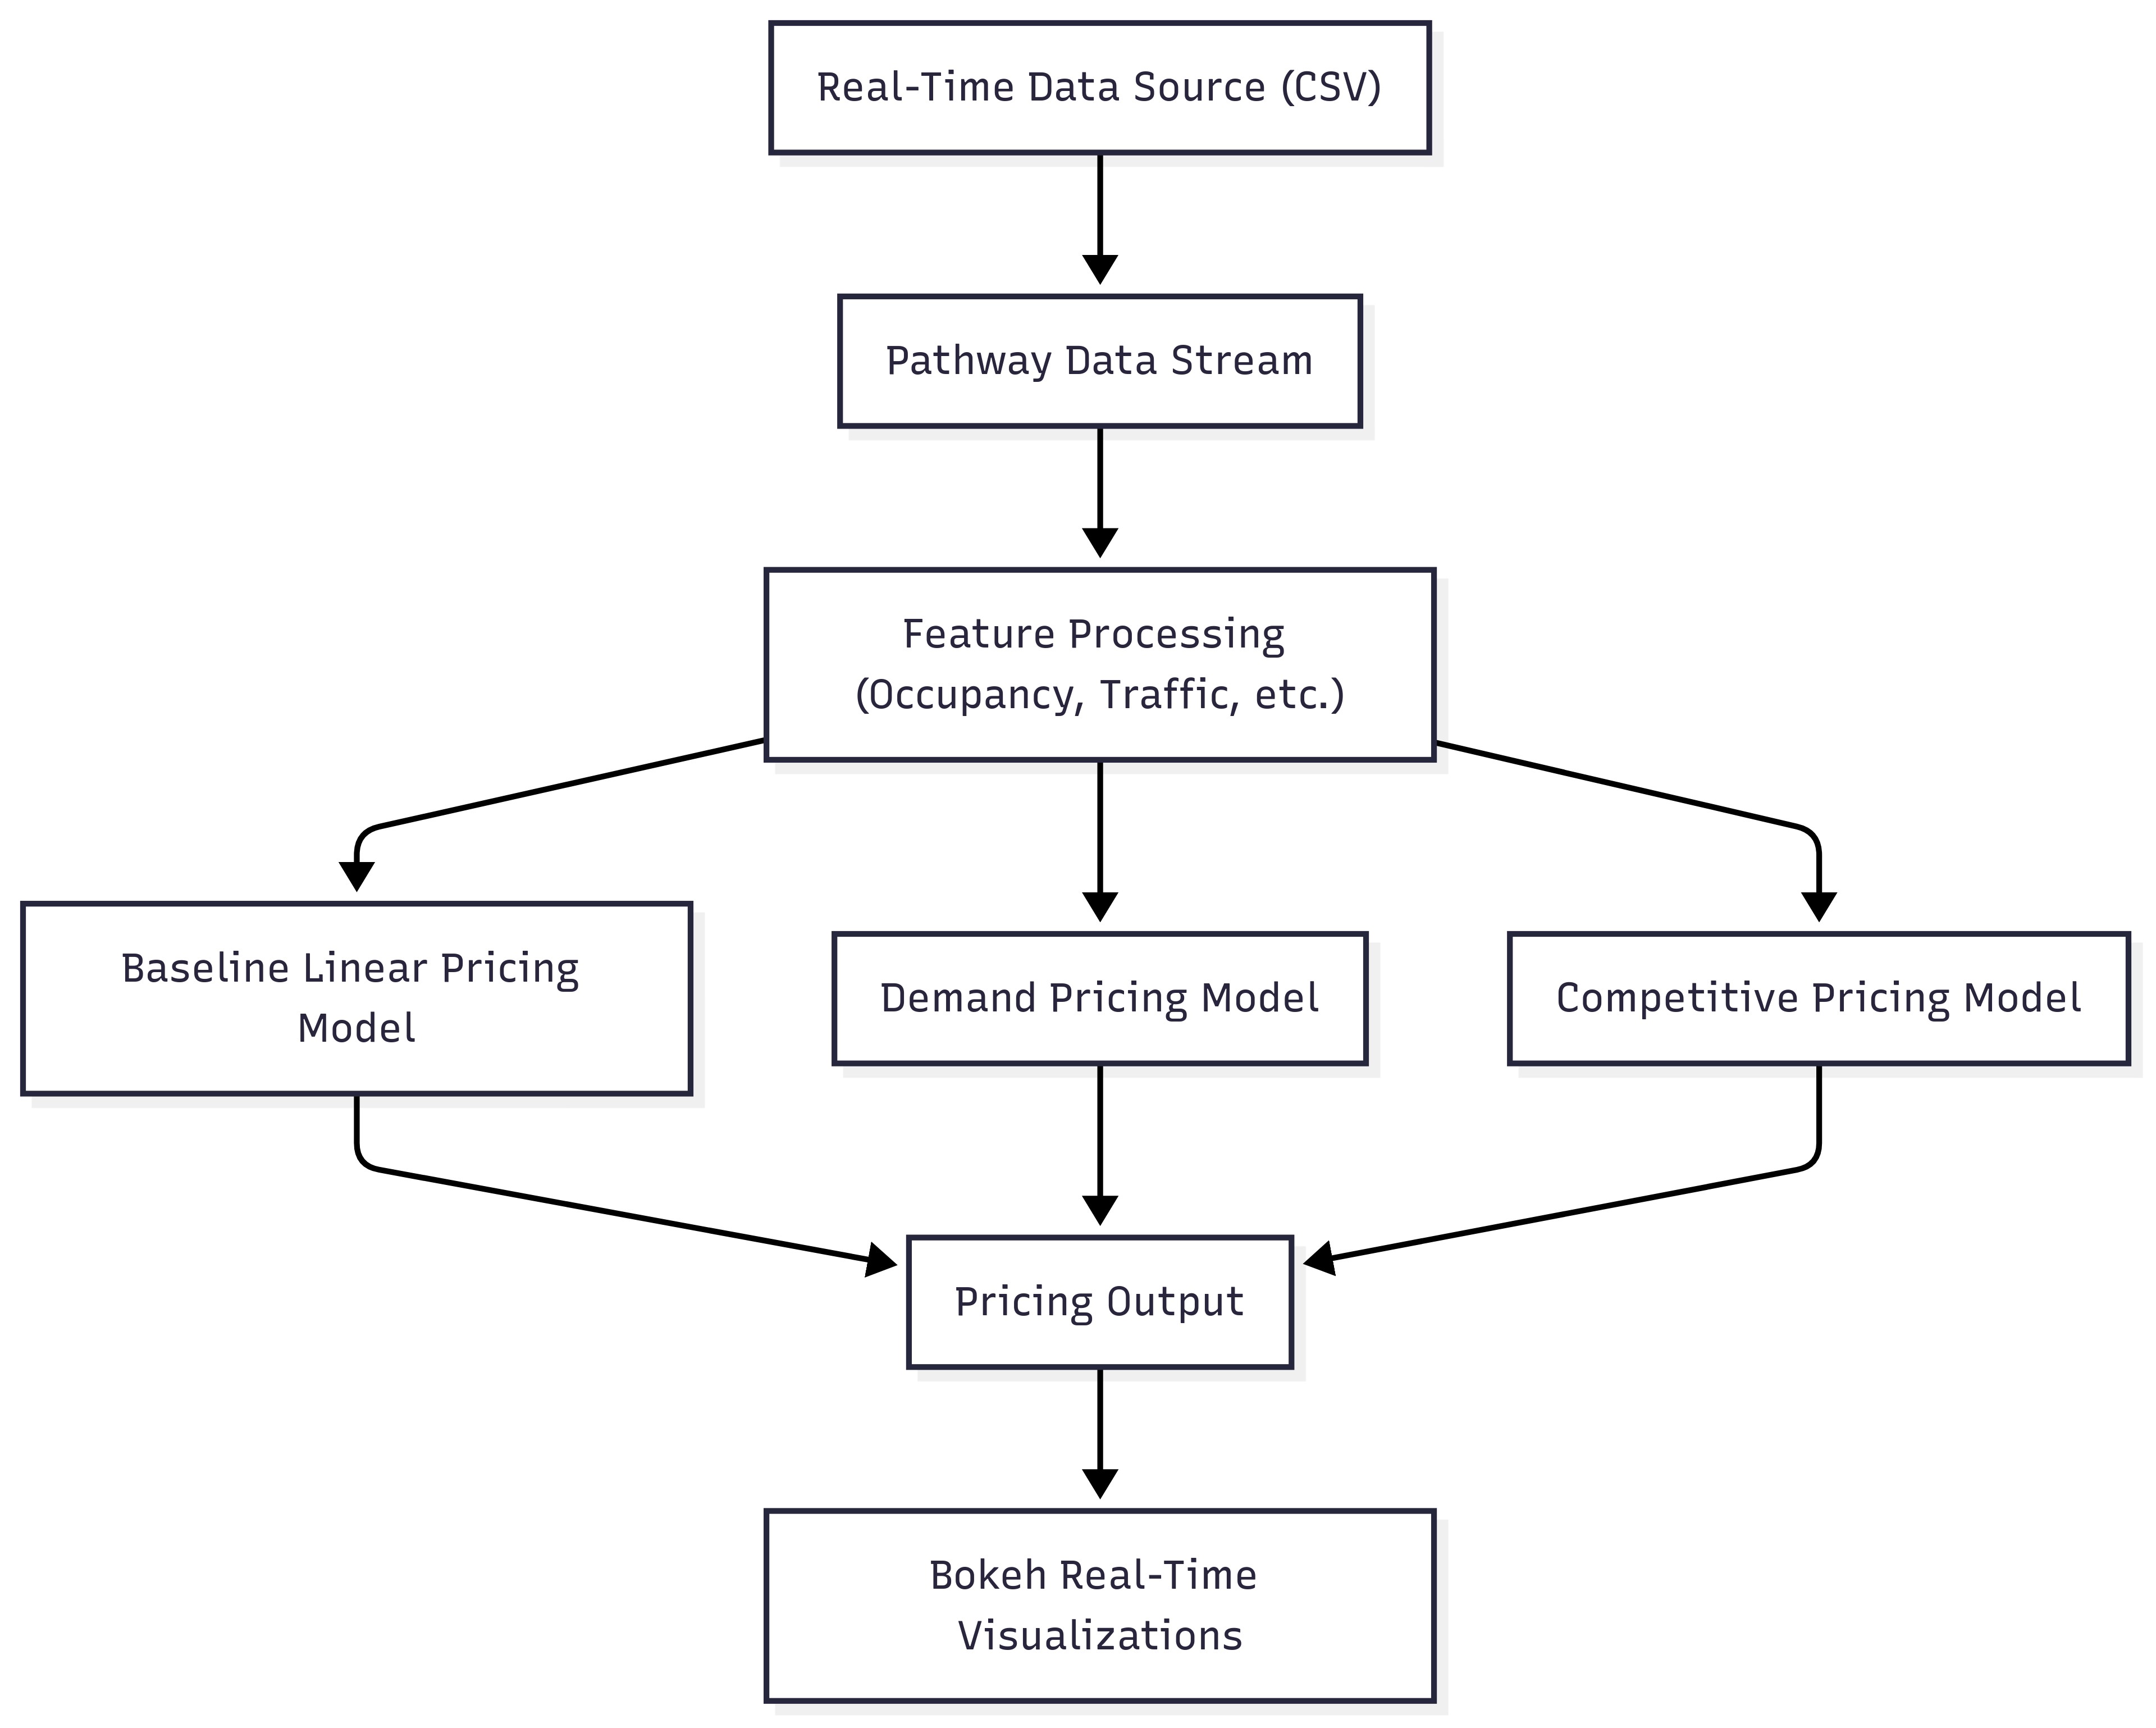 Real-Time Data Source (CSV)
Pathway Data Stream
Feature Processing
(Occupancy, Traffic, etc.)
Baseline Linear Pricing
Model
Demand Pricing Model
Competitive Pricing Model
Pricing Output
Bokeh Real-Time
Visualizations